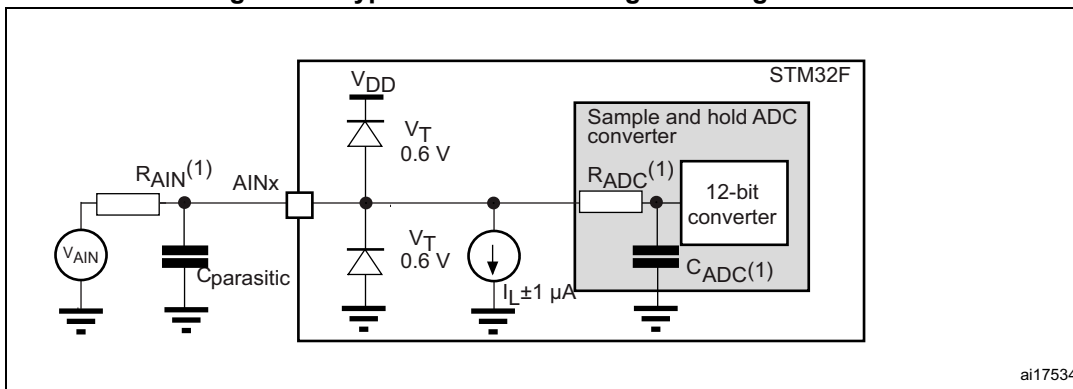 STM32F
VDD
Sample and hold ADC
converter
VT
0.6 V
RAIN(1)
AINx
RADC(1)
12-bit
converter
VAIN
Cparasitic
VT
0.6 V
IL±1 µA
CADC(1)
ai17534